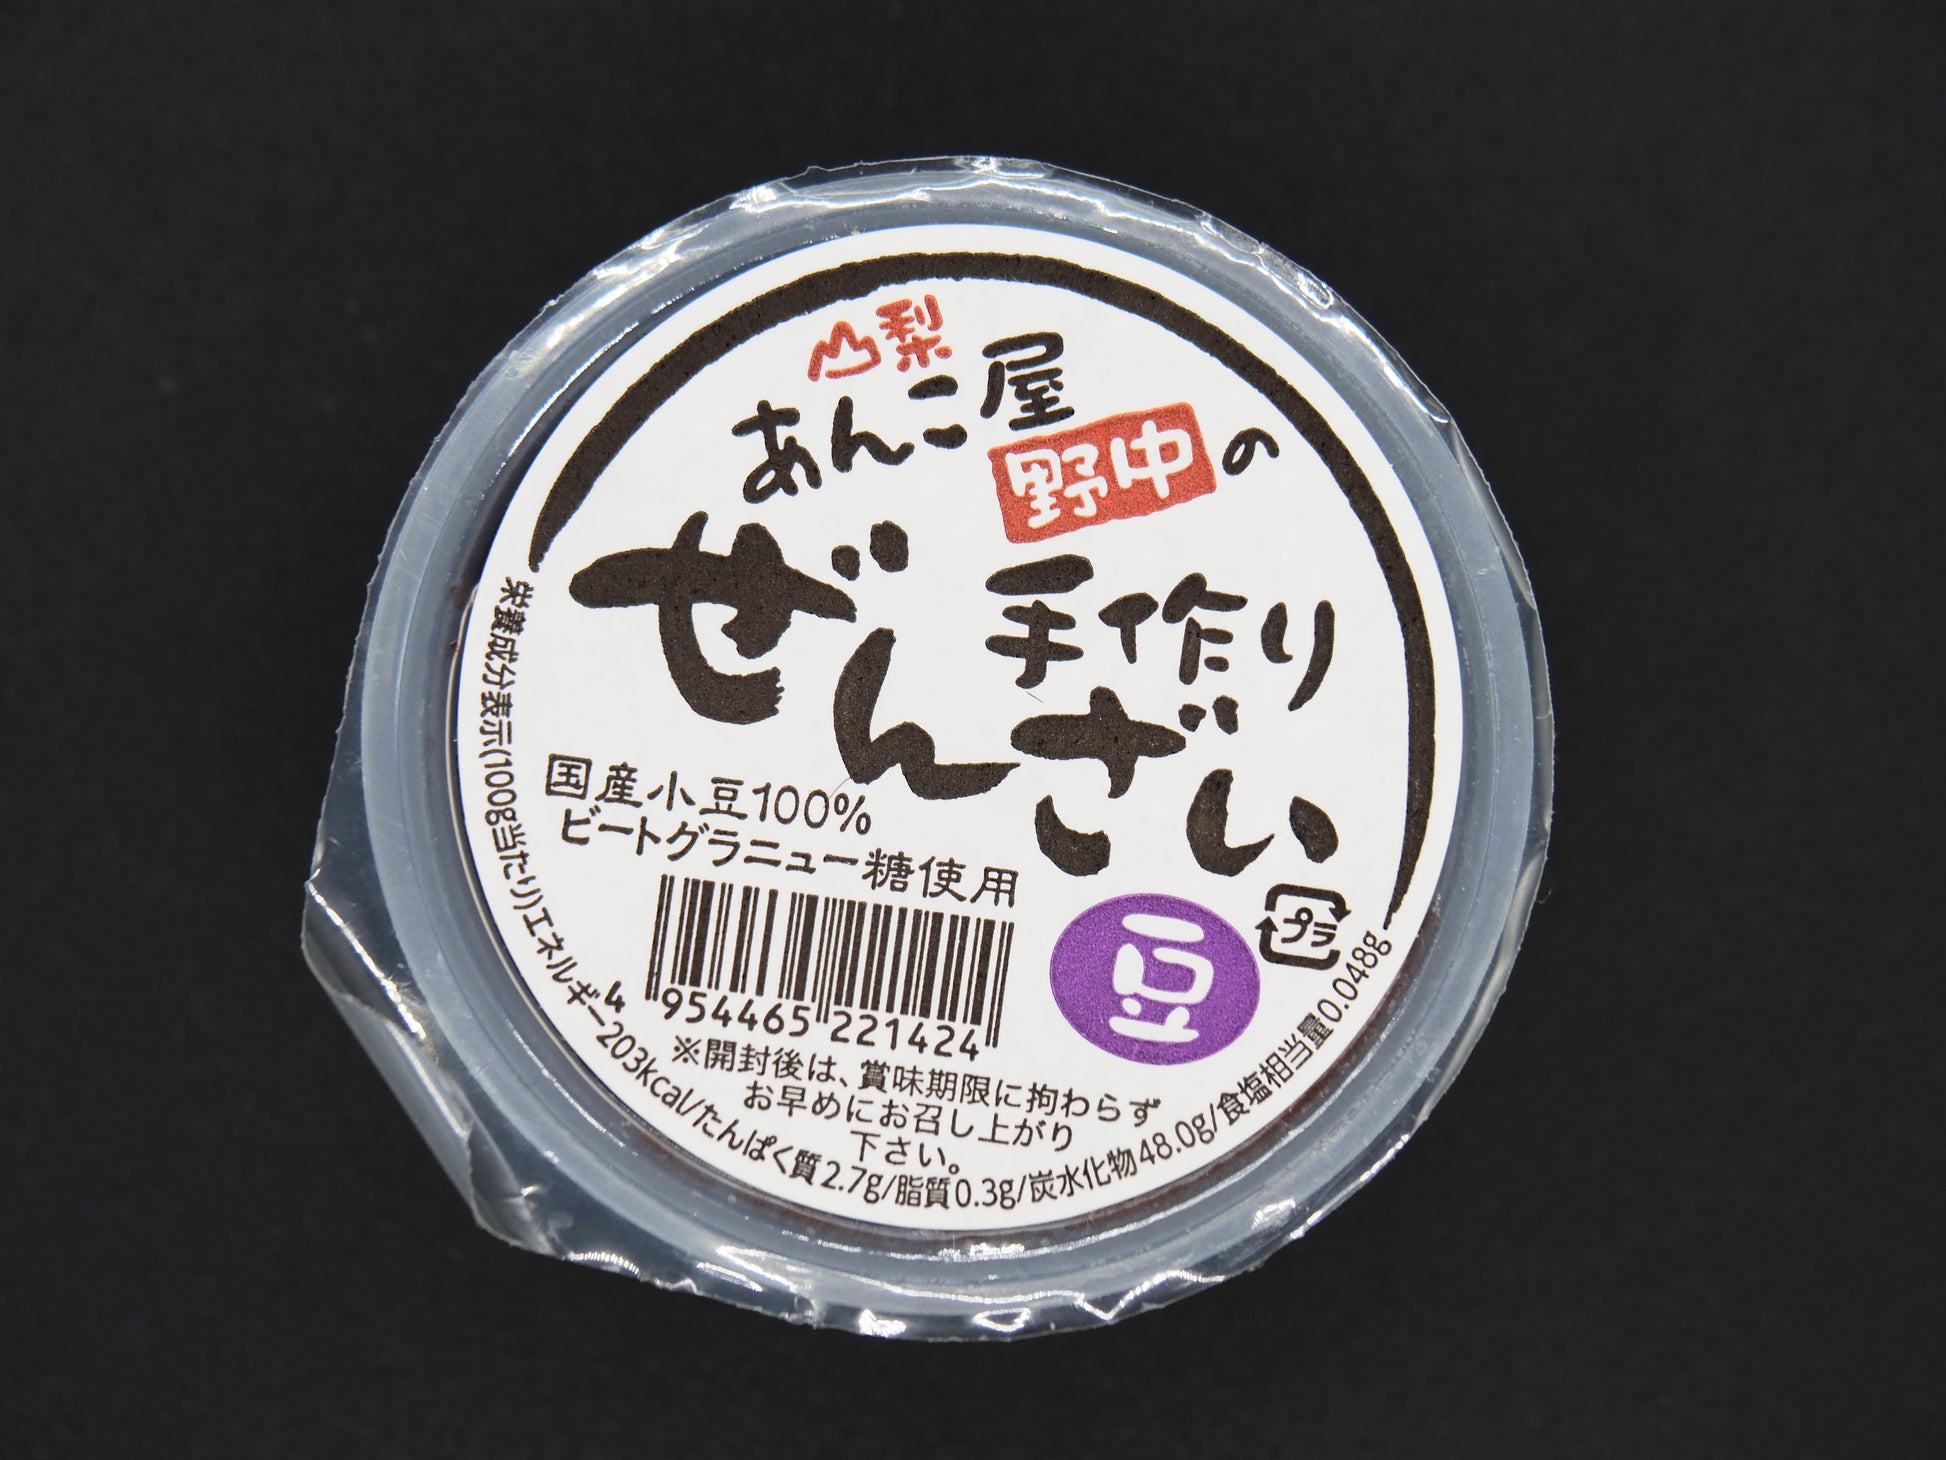 山梨
あんこ屋
野中の
手作り
ぜんざい
国産小豆100%
ビートグラニュー糖使用
豆
プラ
4 954465 221424
※開封後は、賞味期限に拘わらず
お早めにお召し上がり
下さい。
栄養成分表示(100g当たり)エネルギー203kcal/たんぱく質2.7g/脂質0.3g/炭水化物48.0g/食塩相当量0.048g